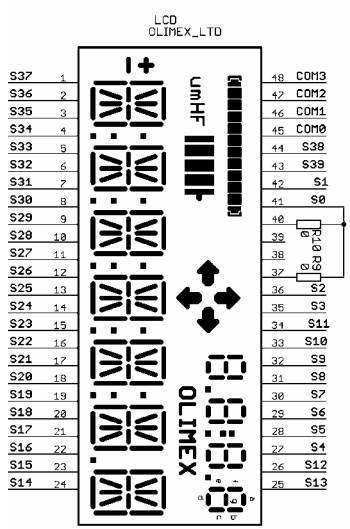 LCD
OLIMEX_LTD
S37 1
S36 2
S35 3
S34 4
S33 5
S32 6
S31 7
S30 8
S29 9
S28 10
S27 11
S26 12
S25 13
S24 14
S23 15
S22 16
S21 17
S20 18
S19 19
S18 20
S17 21
S16 22
S15 23
S14 24
- +
umHF
OLIMEX
a
b
c
d
e
f
g
48 COM3
47 COM2
46 COM1
45 COM0
44 S38
43 S39
42 S1
41 S0
40
39
38
37
R10
0
R9
0
36 S2
35 S3
34 S11
33 S10
32 S9
31 S8
30 S7
29 S6
28 S5
27 S4
26 S12
25 S13